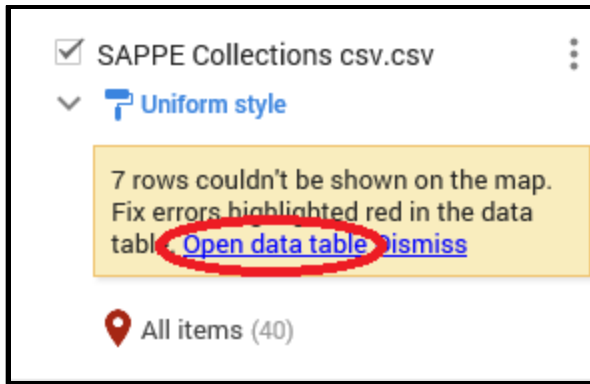 SAPPE Collections csv.csv
Uniform style
7 rows couldn't be shown on the map.
Fix errors highlighted red in the data
table. Open data table Dismiss
All items (40)